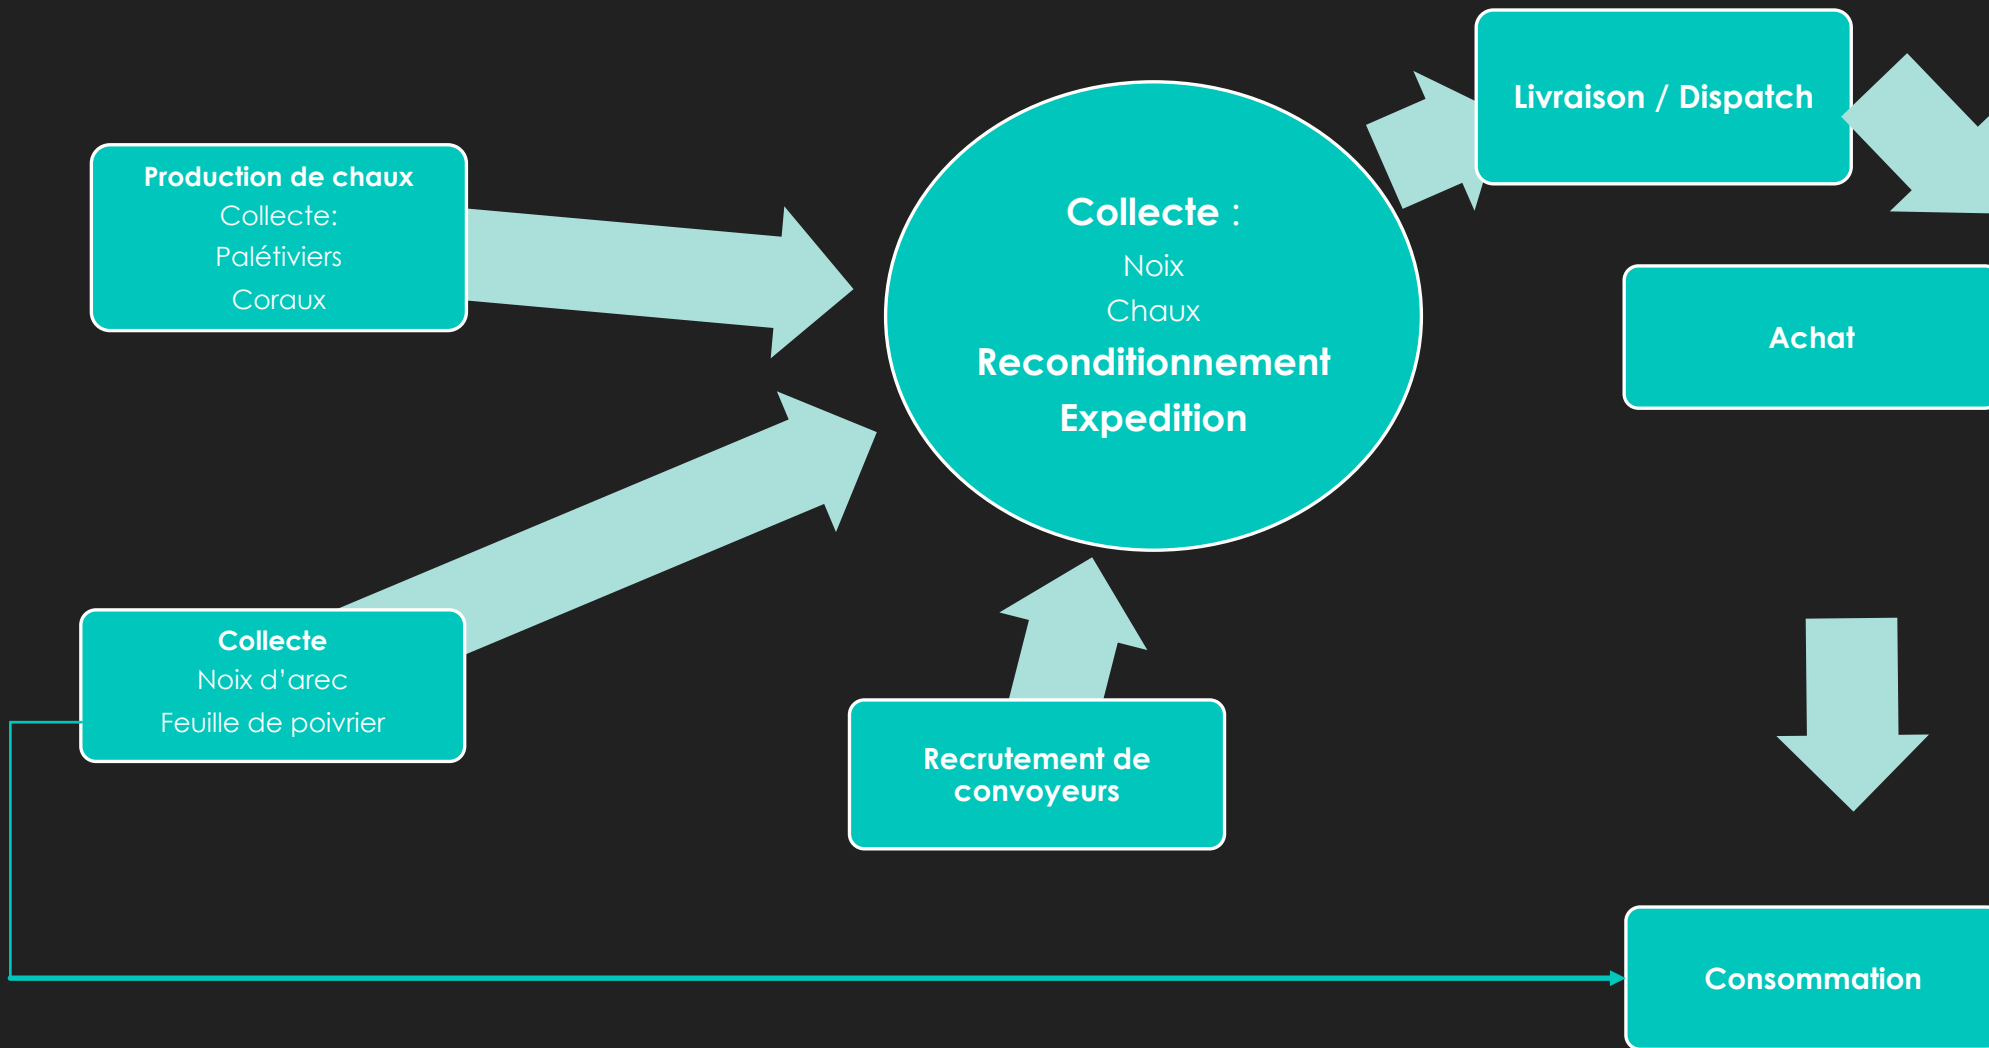 Production de chaux
Collecte:
Palétiviers
Coraux
Collecte
Noix d’arec
Feuille de poivrier
Collecte :
Noix
Chaux
Reconditionnement
Expedition
Recrutement de
convoyeurs
Livraison / Dispatch
Achat
Consommation